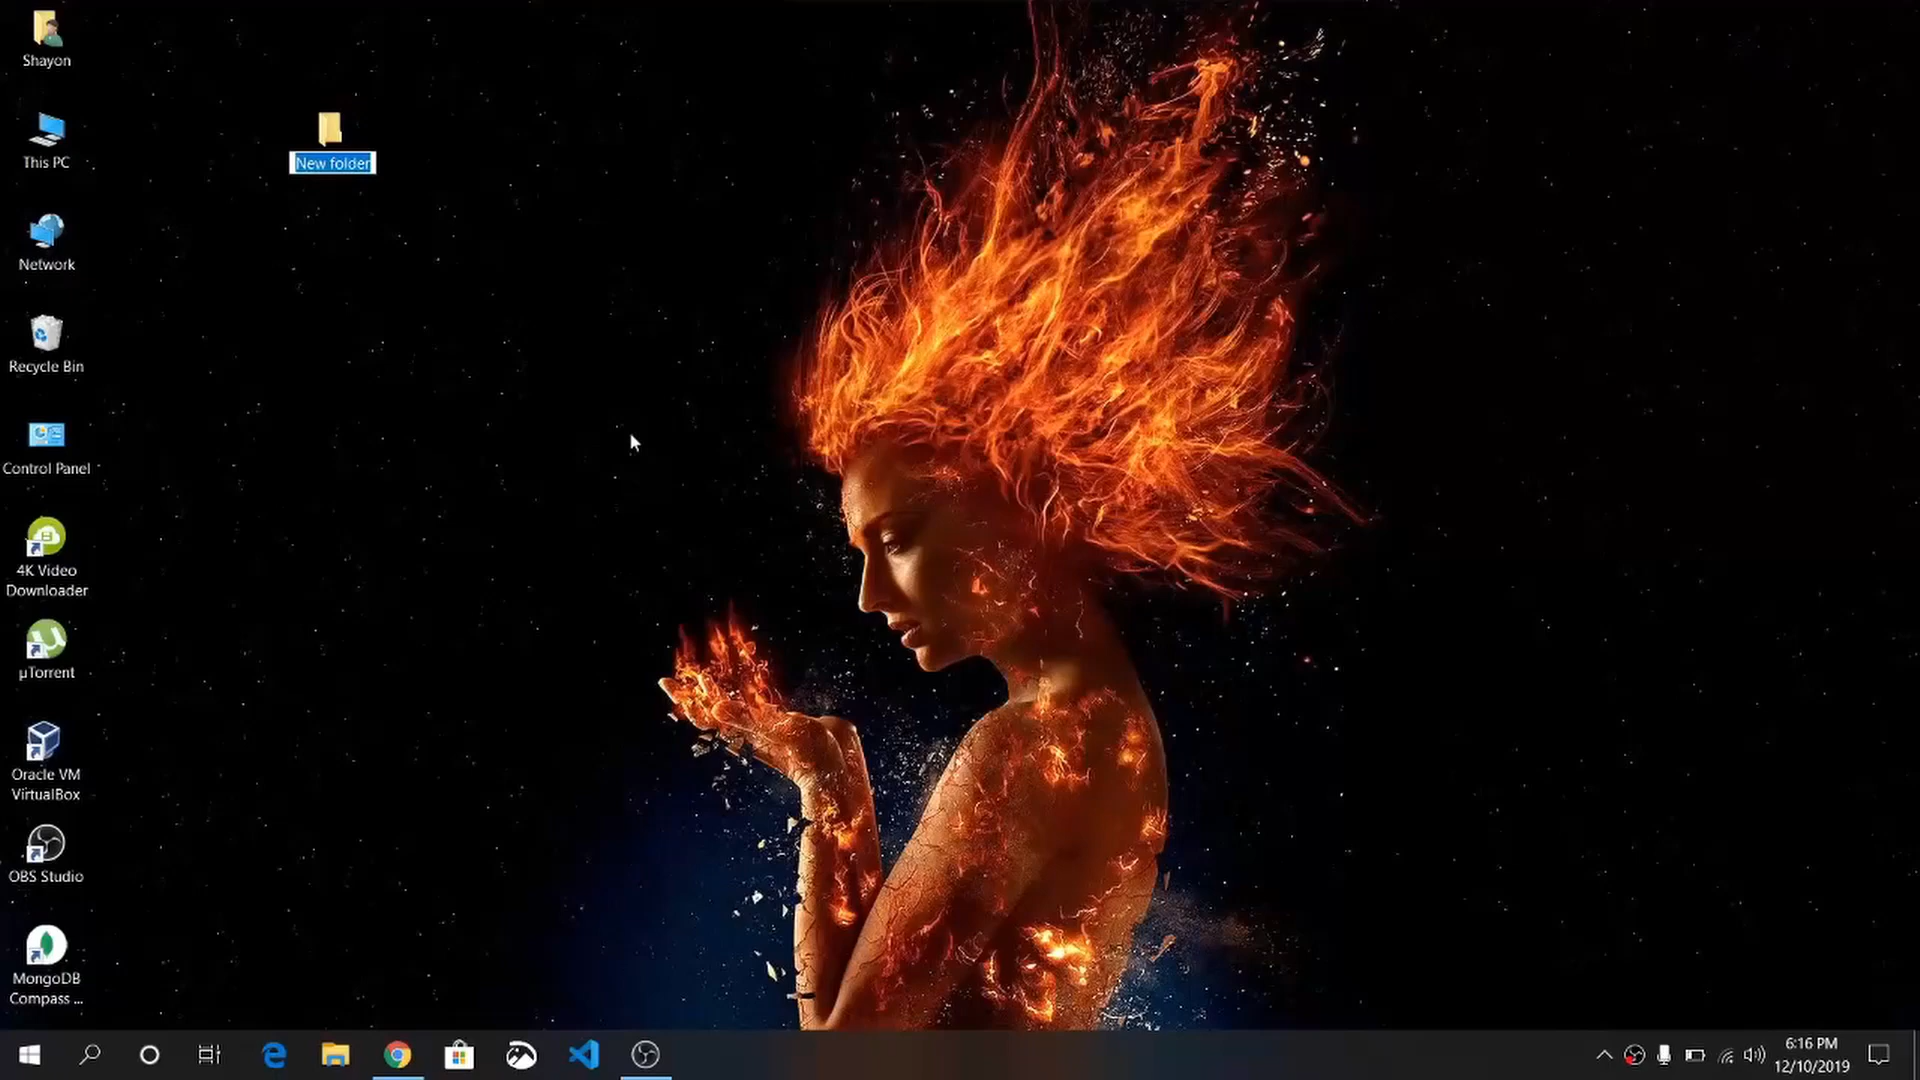 Shayon
This PC
New folder
Network
Recycle Bin
Control Panel
4K Video
Downloader
µTorrent
Oracle VM
VirtualBox
OBS Studio
MongoDB
Compass ...
6:16 PM
12/10/2019